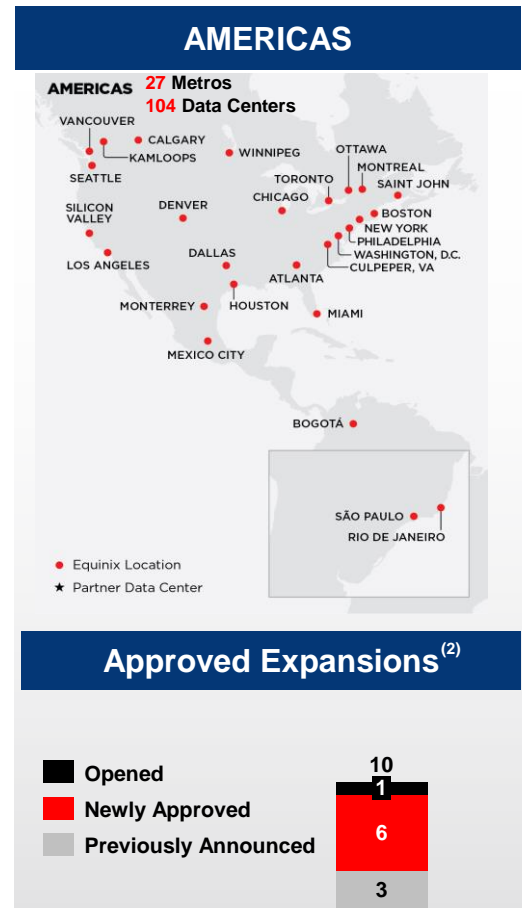 AMERICAS
AMERICAS 27 Metros
104 Data Centers
VANCOUVER
CALGARY
KAMLOOPS
WINNIPEG
OTTAWA
MONTREAL
SEATTLE
TORONTO
SAINT JOHN
CHICAGO
DENVER
SILICON
VALLEY
BOSTON
NEW YORK
PHILADELPHIA
WASHINGTON, D.C.
CULPEPER, VA
LOS ANGELES
DALLAS
ATLANTA
MONTERREY
HOUSTON
MIAMI
MEXICO CITY
BOGOTÁ
SÃO PAULO
RIO DE JANEIRO
Equinix Location
★ Partner Data Center
Approved Expansions(2)
Opened
Newly Approved
Previously Announced
10
1
6
3